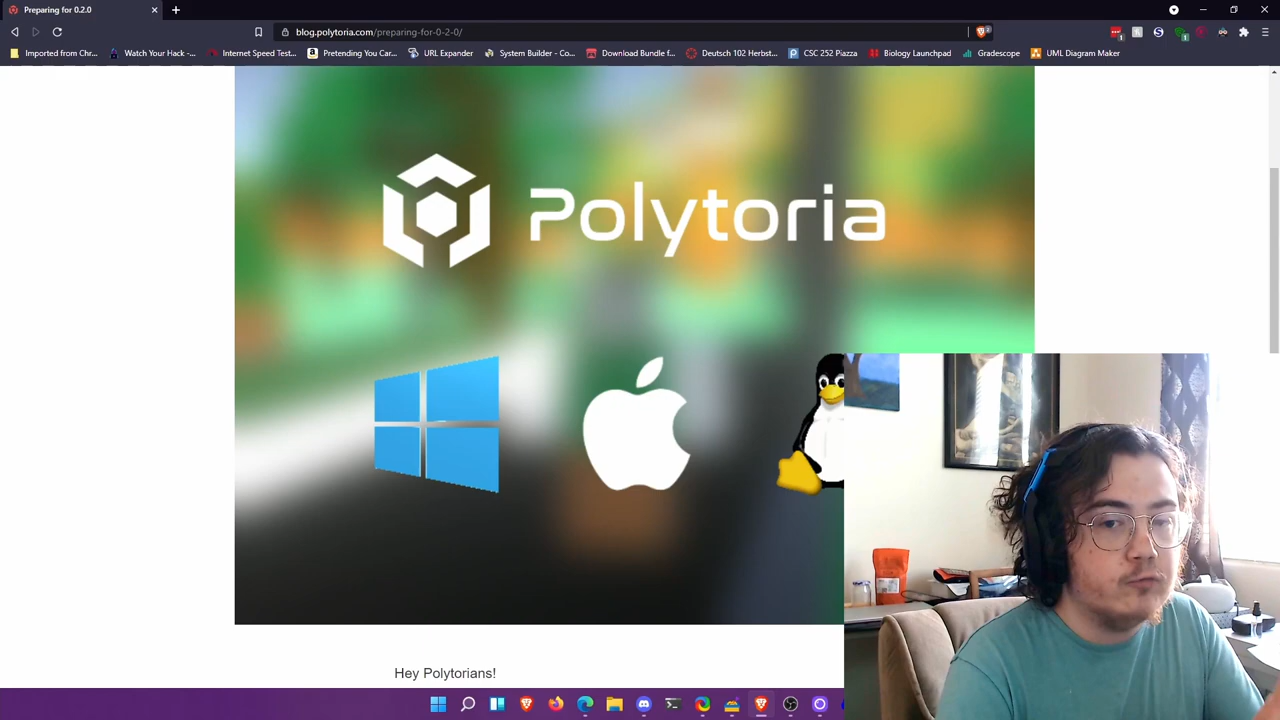 Preparing for 0.2.0
blog.polytoria.com/preparing-for-0-2-0/
Imported from Chr...
Watch Your Hack -...
Internet Speed Test...
Pretending You Car...
URL Expander
System Builder - Co...
Download Bundle f...
Deutsch 102 Herbst...
CSC 252 Piazza
Biology Launchpad
Gradescope
UML Diagram Maker
Polytoria
Hey Polytorians!